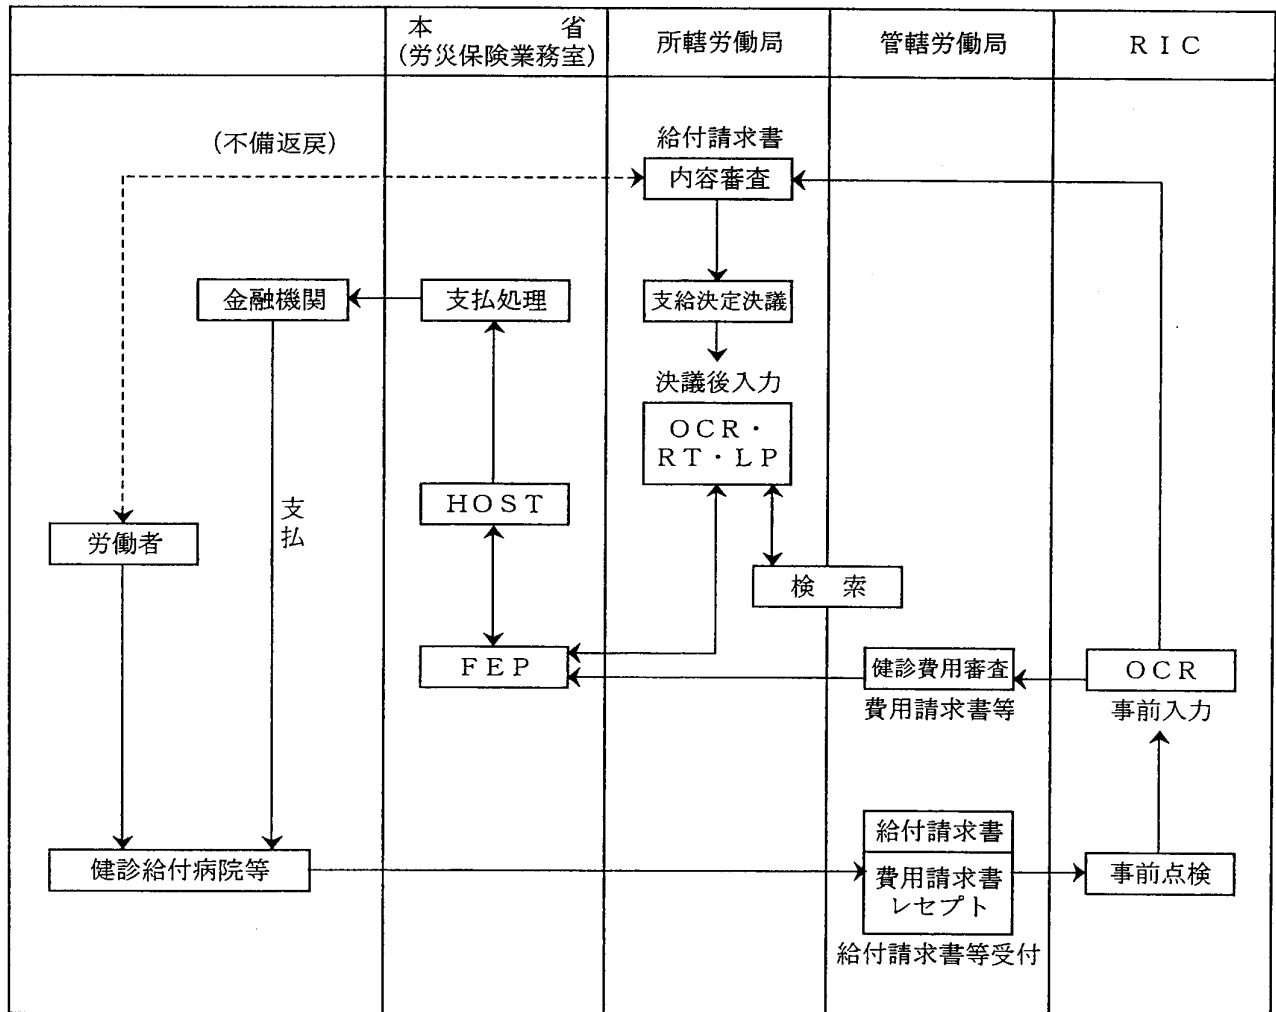 本　　　省
(労災保険業務室)
所轄労働局
管轄労働局
ＲＩＣ
(不備返戻)
給付請求書
内容審査
金融機関
支払処理
支給決定決議
決議後入力
ＯＣＲ・
ＲＴ・ＬＰ
ＨＯＳＴ
支払
労働者
検　索
ＦＥＰ
健診費用審査
費用請求書等
ＯＣＲ
事前入力
健診給付病院等
給付請求書
費用請求書
レセプト
給付請求書等受付
事前点検